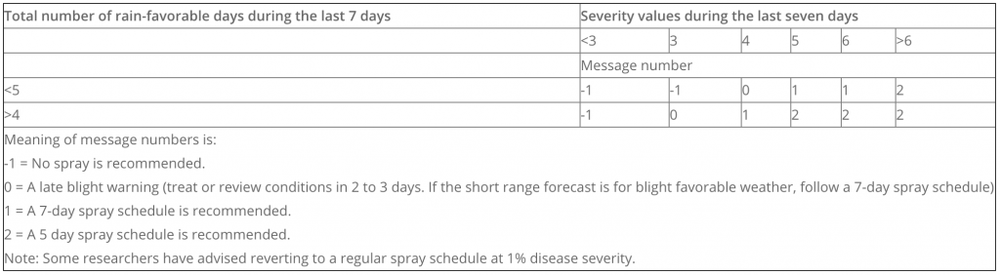 Total number of rain-favorable days during the last 7 days Severity values during the last seven days
<3 3 4 5 6 >6
Message number
<5 -1 -1 0 1 1 2
>4 -1 0 1 2 2 2
Meaning of message numbers is:
-1 = No spray is recommended.
0 = A late blight warning (treat or review conditions in 2 to 3 days. If the short range forecast is for blight favorable weather, follow a 7-day spray schedule)
1 = A 7-day spray schedule is recommended.
2 = A 5 day spray schedule is recommended.
Note: Some researchers have advised reverting to a regular spray schedule at 1% disease severity.